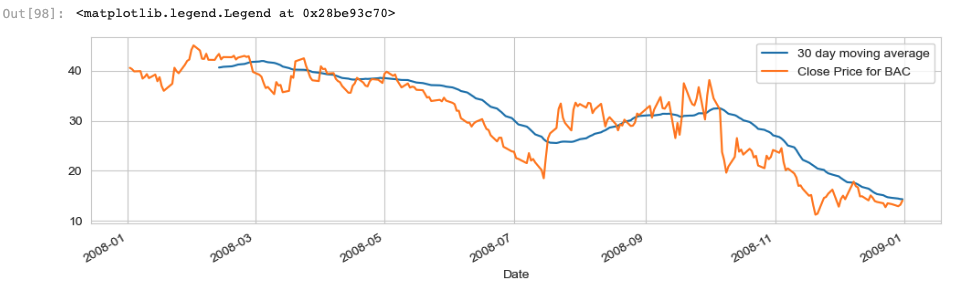 Out[98]: <matplotlib.legend.Legend at 0x28be93c70>
30 day moving average
Close Price for BAC
40
30
20
10
2008-01
2008-03
2008-05
2008-07
2008-09
2008-11
2009-01
Date